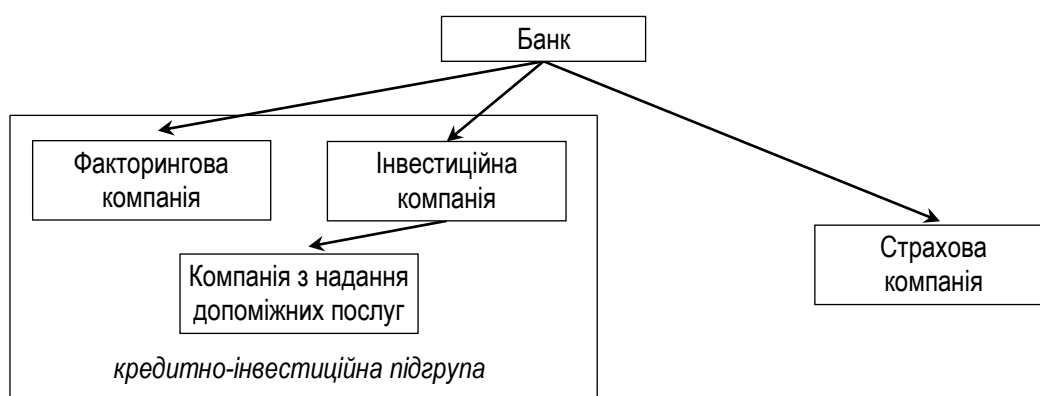 Банк
Факторингова
компанія
Інвестиційна
компанія
Компанія з надання
допоміжних послуг
кредитно-інвестиційна підгрупа
Страхова
компанія